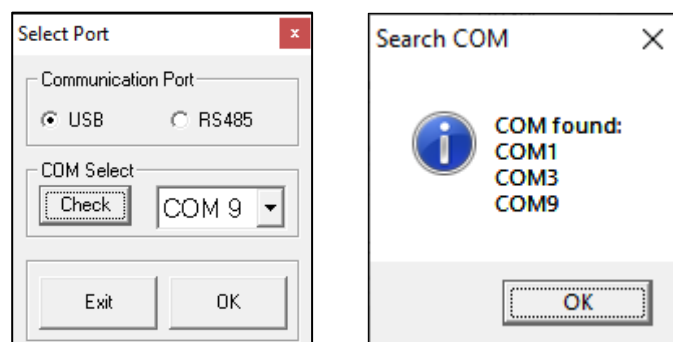 Select Port
x
Communication Port
USB
RS485
COM Select
Check
COM 9
Exit
OK
Search COM
COM found:
COM1
COM3
COM9
OK